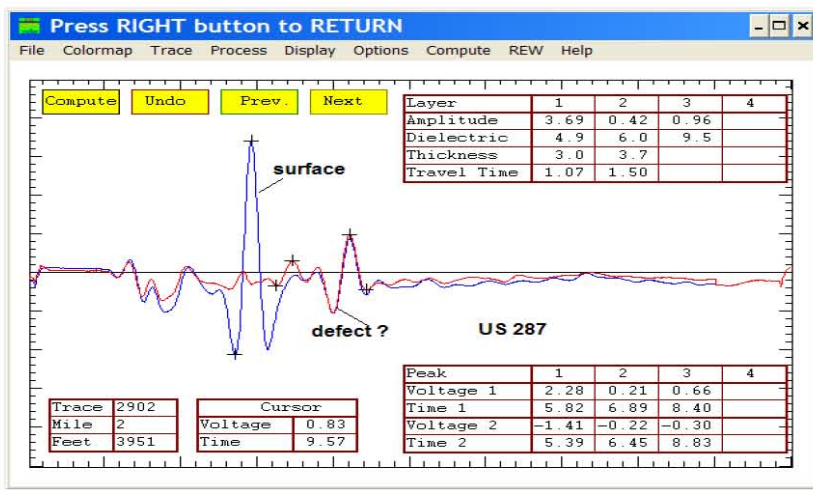 Press RIGHT button to RETURN
File Colormap Trace Process Display Options Compute REW Help
Compute Undo Prev. Next
Layer 1 2 3 4
Amplitude 3.69 0.42 0.96
Dielectric 4.9 6.0 9.5
Thickness 3.0 3.7
Travel Time 1.07 1.50
surface
defect ?
US 287
Peak 1 2 3 4
Voltage 1 2.28 0.21 0.66
Time 1 5.82 6.89 8.40
Voltage 2 -1.41 -0.22 -0.30
Time 2 5.39 6.45 8.83
Trace 2902
Mile 2
Feet 3951
Cursor
Voltage 0.83
Time 9.57